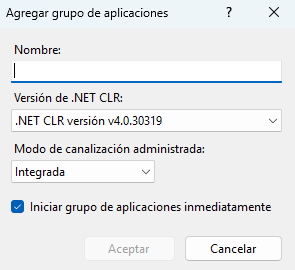 Agregar grupo de aplicaciones
Nombre:
Versión de .NET CLR:
.NET CLR versión v4.0.30319
Modo de canalización administrada:
Integrada
Iniciar grupo de aplicaciones inmediatamente
Aceptar
Cancelar